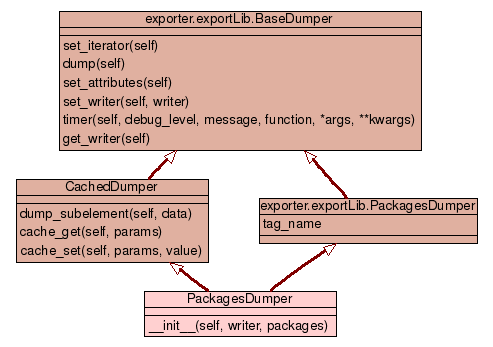 exporter.exportLib.BaseDumper
set_iterator(self)
dump(self)
set_attributes(self)
set_writer(self, writer)
timer(self, debug_level, message, function, *args, **kwargs)
get_writer(self)
CachedDumper
dump_subelement(self, data)
cache_get(self, params)
cache_set(self, params, value)
exporter.exportLib.PackagesDumper
tag_name
PackagesDumper
__init__(self, writer, packages)